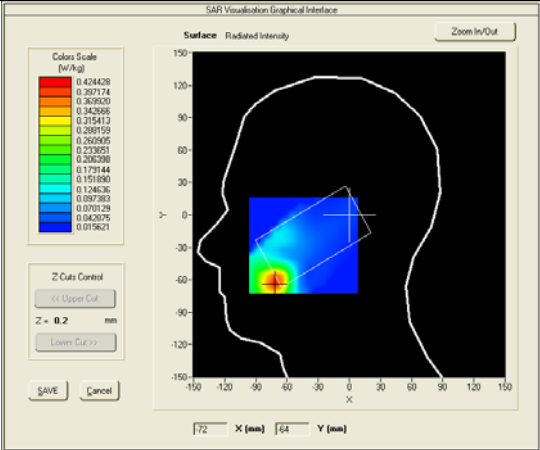 SAR Visualisation Graphical Interface
Surface Radiated Intensity
Zoom In/Out
Colors Scale
(W/kg)
0.424428
0.397174
0.369920
0.342666
0.315413
0.288159
0.260905
0.233651
0.206398
0.179144
0.151890
0.124636
0.097383
0.070129
0.042875
0.015621
Z-Cuts Control
<< Upper Cut
Z = 0.2 mm
Lower Cut >>
SAVE Cancel
150
120
90
60
30
0
-30
-60
-90
-120
-150
Y
-150 -120 -90 -60 -30 0 30 60 90 120 150
X
-72 X (mm) -64 Y (mm)